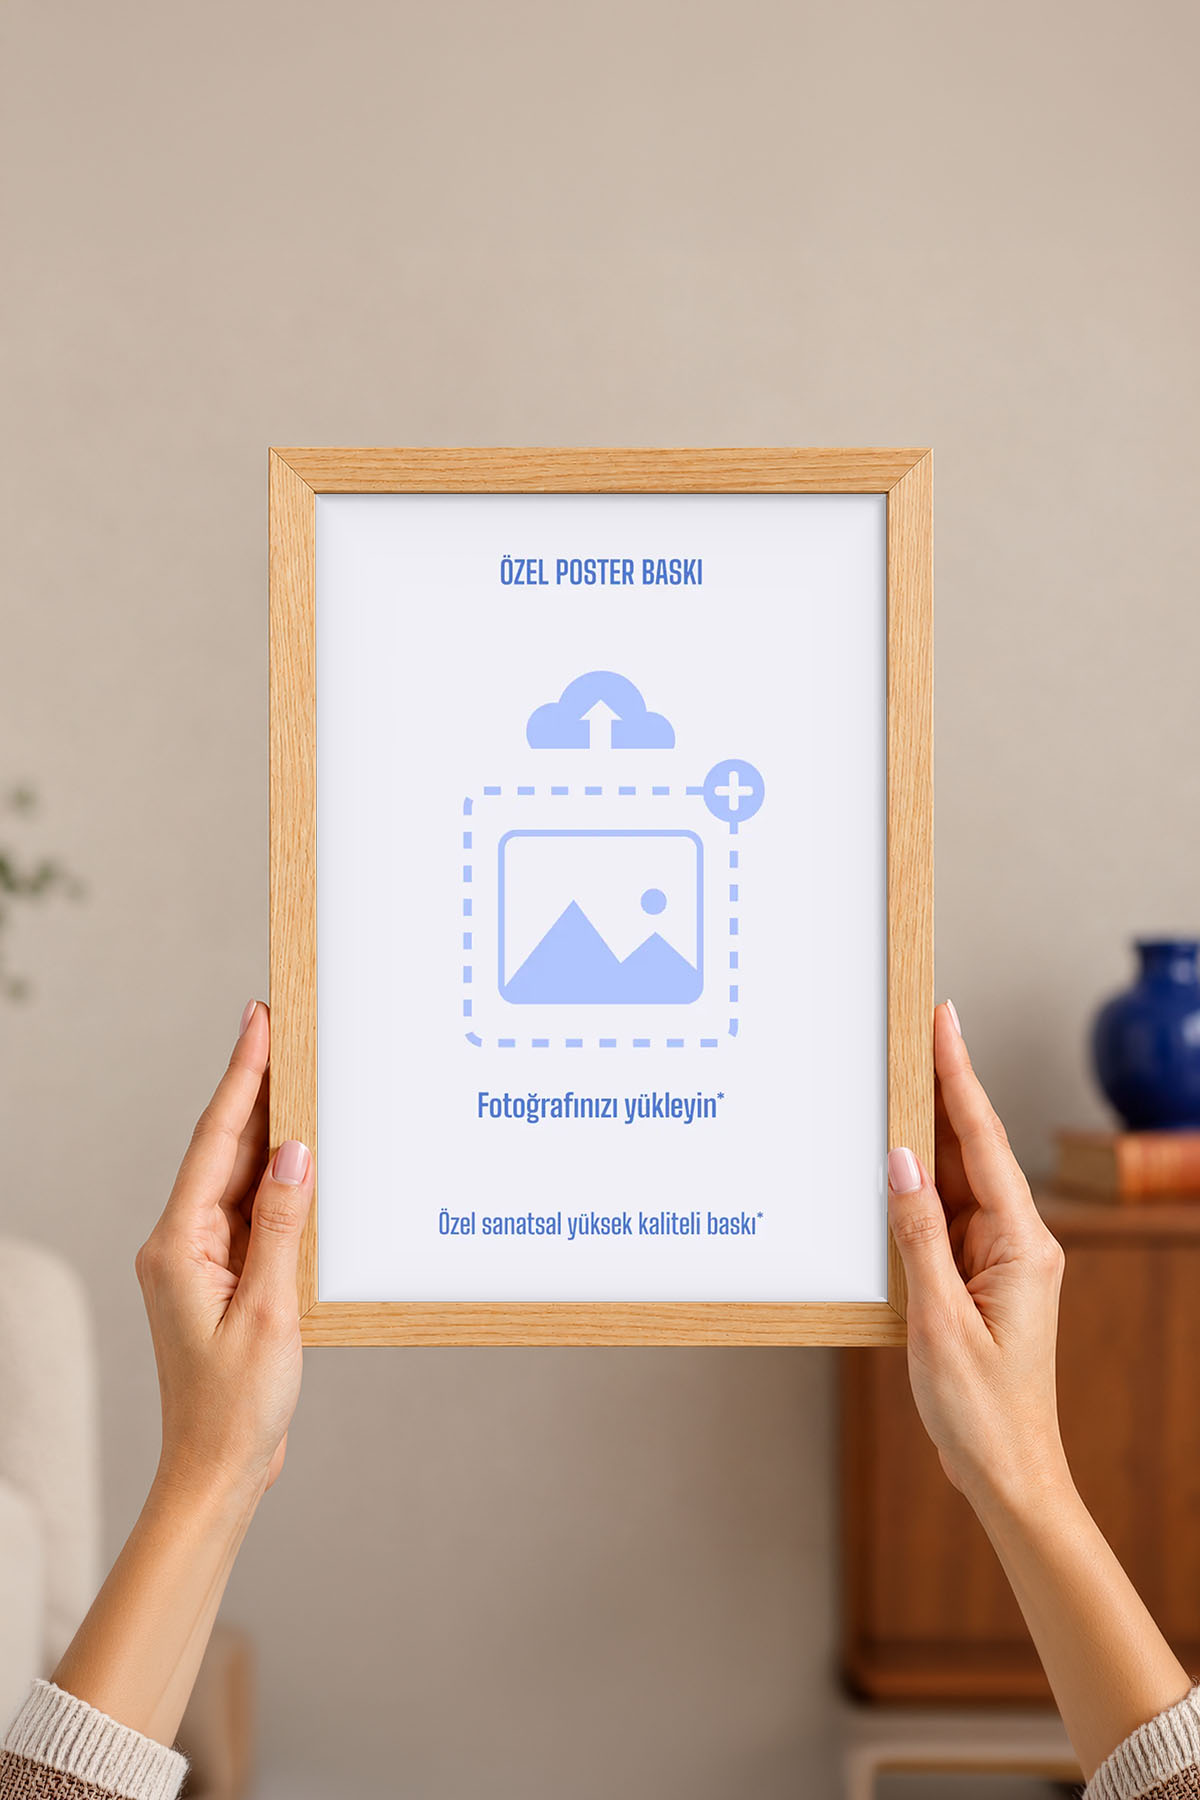 ÖZEL POSTER BASKI
Fotoğrafınızı yükleyin*
Özel sanatsal yüksek kaliteli baskı*